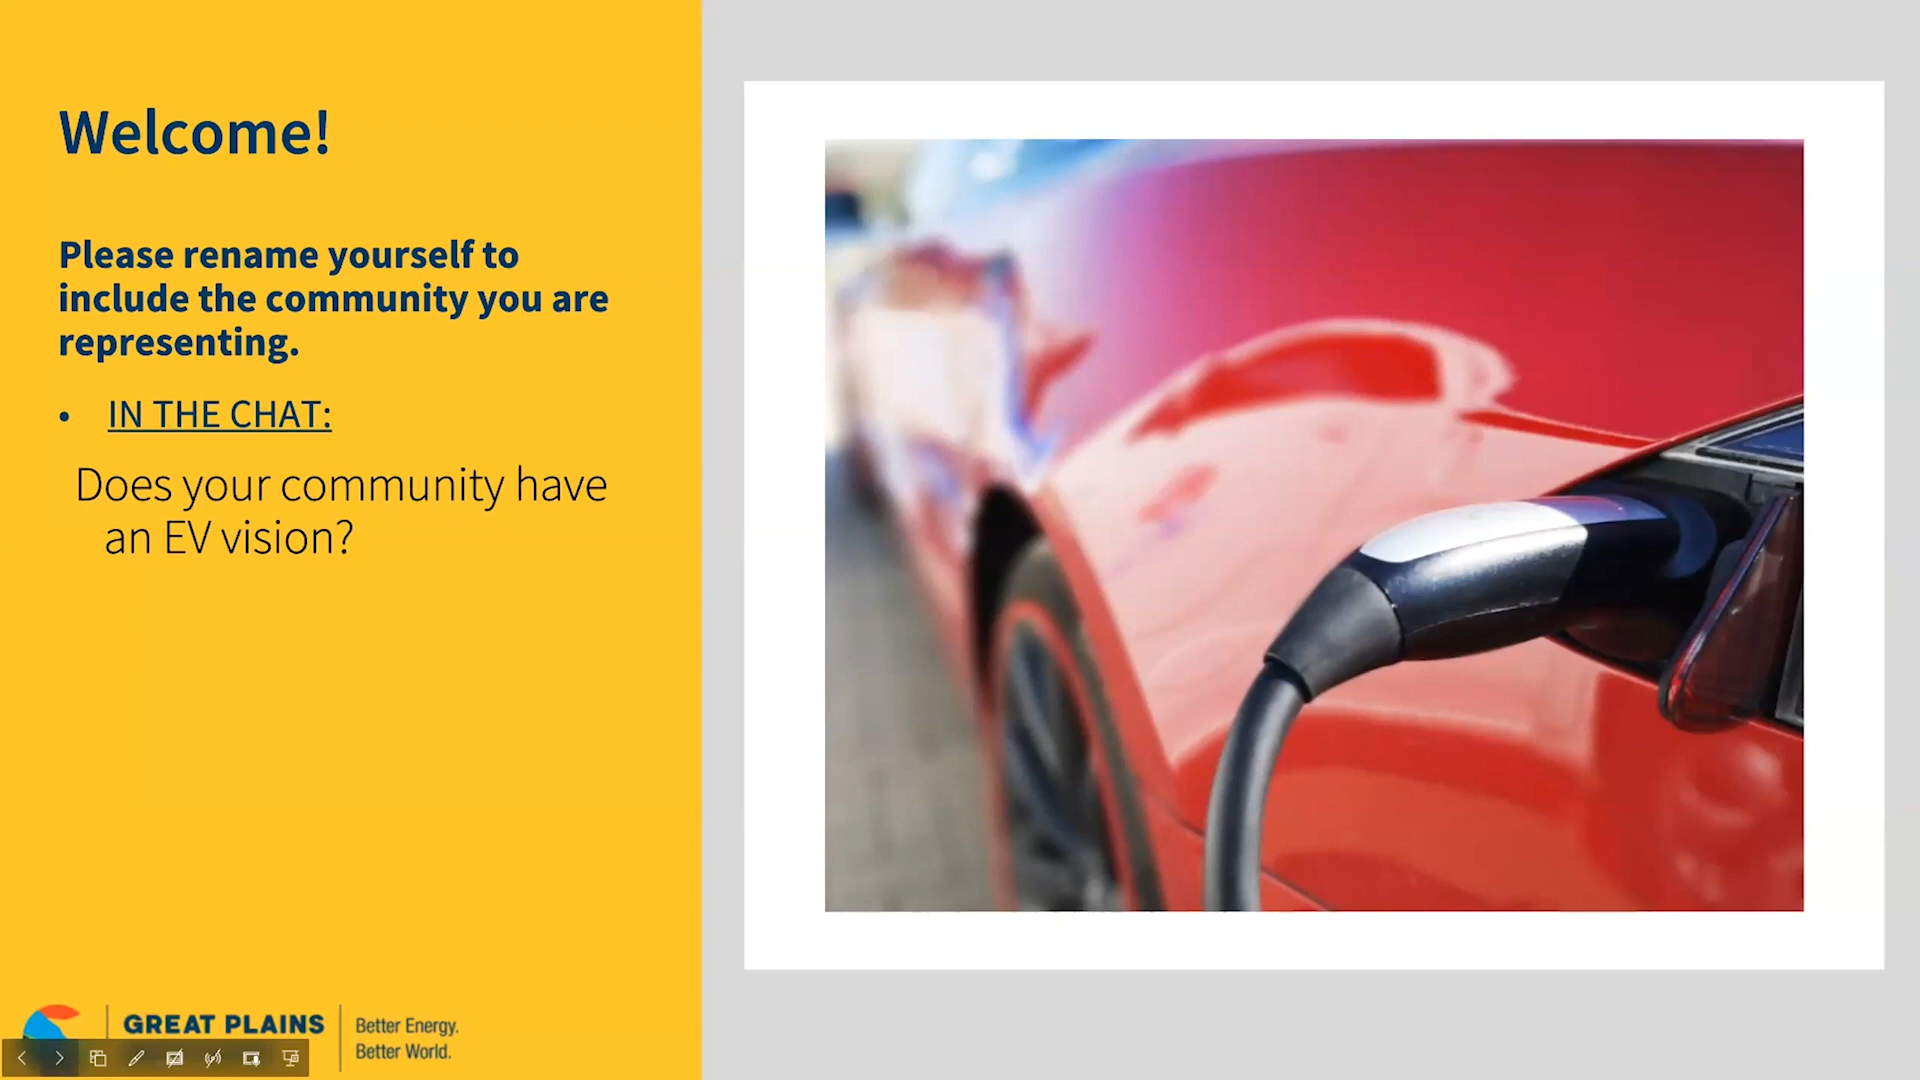 Welcome!
Please rename yourself to
include the community you are
representing.
• IN THE CHAT:
Does your community have
an EV vision?
GREAT PLAINS
Better Energy.
Better World.